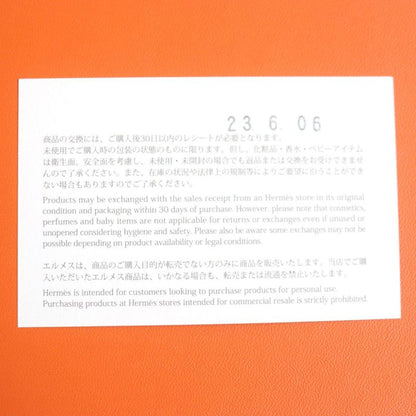 23.6.06
商品の交換には、ご購入後30日以内のレシートが必要となります。
未使用でご購入時の包装の状態のものに限ります。但し、化粧品・香水・ベビーアイテム
は衛生面、安全面を考慮し、未使用・未開封の場合でも返品または交換をお受けできませ
んのでご了承ください。また、在庫の状況や法律上の規制等によりご要望に沿うことができ
ない場合もありますのでご了承ください。
Products may be exchanged with the sales receipt from an Hermès store in its original
condition and packaging within 30 days of purchase. However, please note that cosmetics,
perfumes and baby items are not applicable for returns or exchanges even if unused or
unopened considering hygiene and safety. Please also be aware some exchanges may not be
possible depending on product availability or legal conditions.
エルメスは、商品のご購入目的が転売でない方のみに商品を販売いたします。当店でご購
入いただいたエルメス商品は、いかなる場合も、転売または流通を禁止いたします。
Hermès is intended for customers looking to purchase products for personal use.
Purchasing products at Hermès stores intended for commercial resale is strictly prohibited